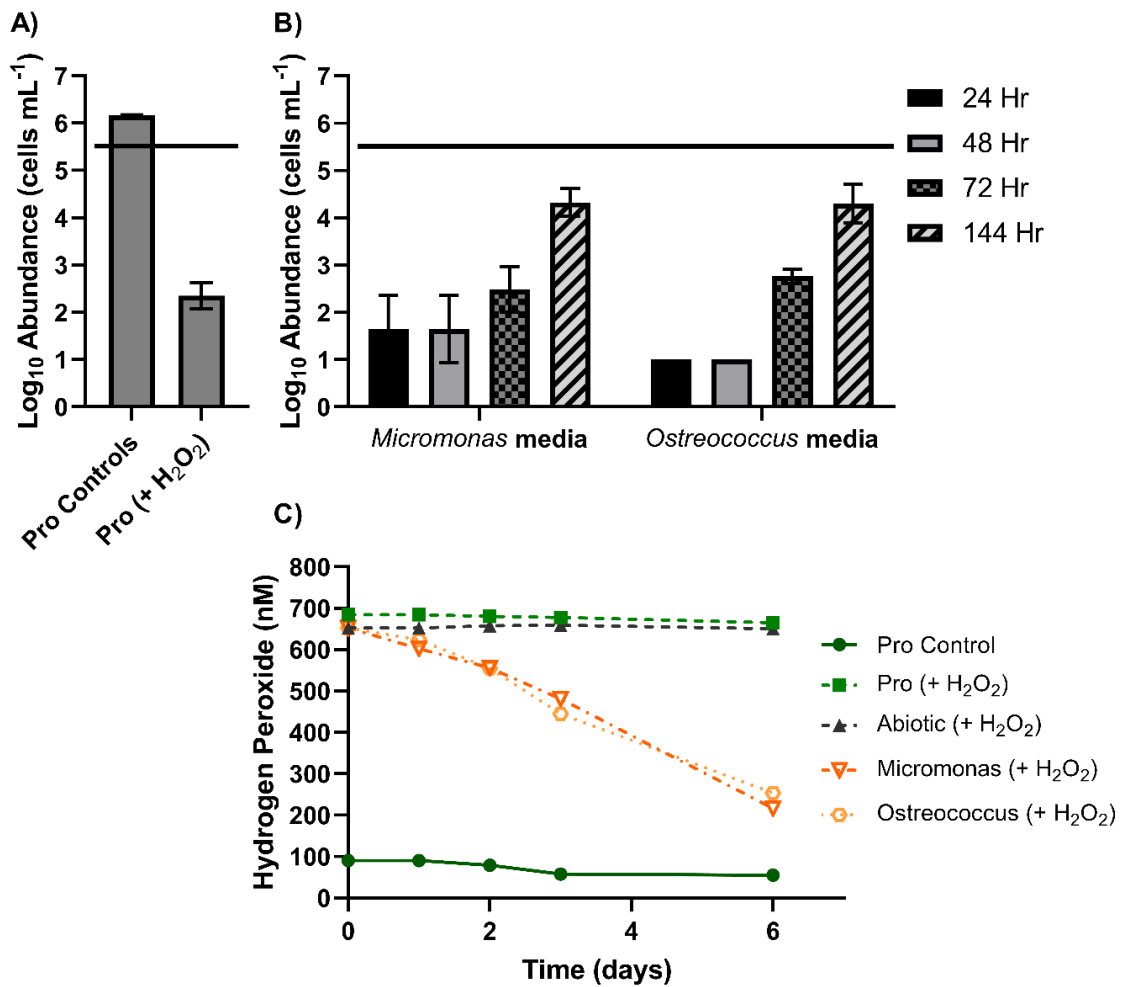 A)
Log₁₀ Abundance (cells mL⁻¹)
7
6
5
4
3
2
1
0
Pro Controls
Pro (+ H₂O₂)
B)
Log₁₀ Abundance (cells mL⁻¹)
7
6
5
4
3
2
1
0
Micromonas media
Ostreococcus media
24 Hr
48 Hr
72 Hr
144 Hr
C)
Hydrogen Peroxide (nM)
800
700
600
500
400
300
200
100
0
0 2 4 6
Time (days)
Pro Control
Pro (+ H₂O₂)
Abiotic (+ H₂O₂)
Micromonas (+ H₂O₂)
Ostreococcus (+ H₂O₂)